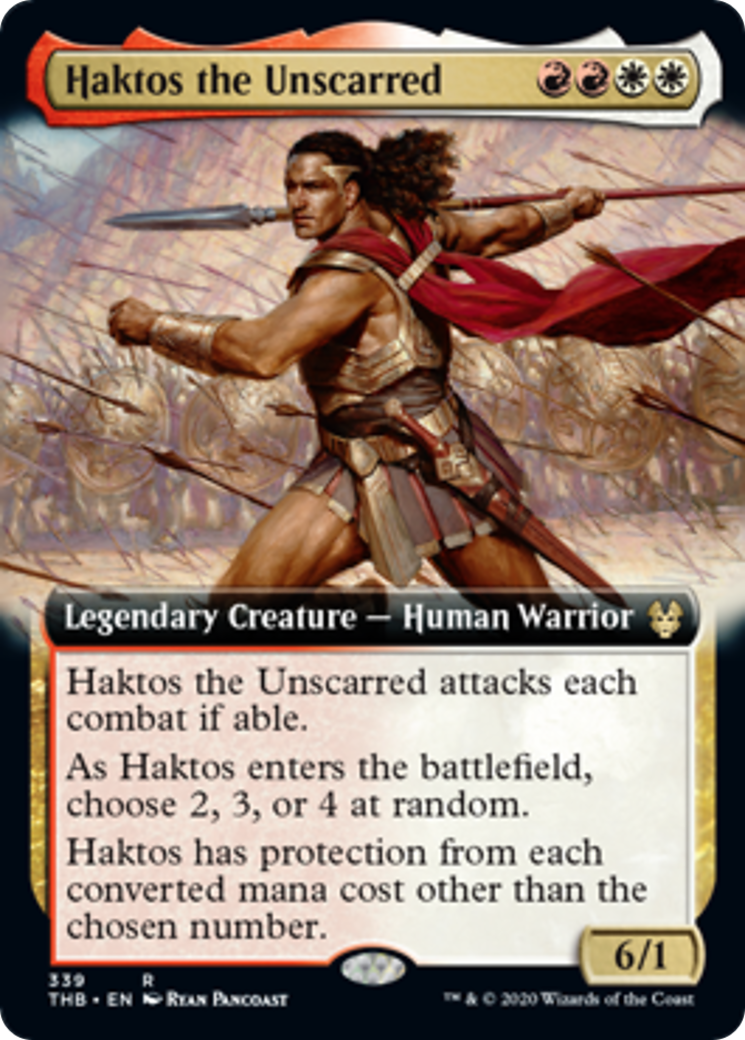 Haktos the Unscarred
Legendary Creature — Human Warrior
Haktos the Unscarred attacks each
combat if able.
As Haktos enters the battlefield,
choose 2, 3, or 4 at random.
Haktos has protection from each
converted mana cost other than the
chosen number.
6/1
339 R
THB • EN Ryan Pancoast
™ & © 2020 Wizards of the Coast